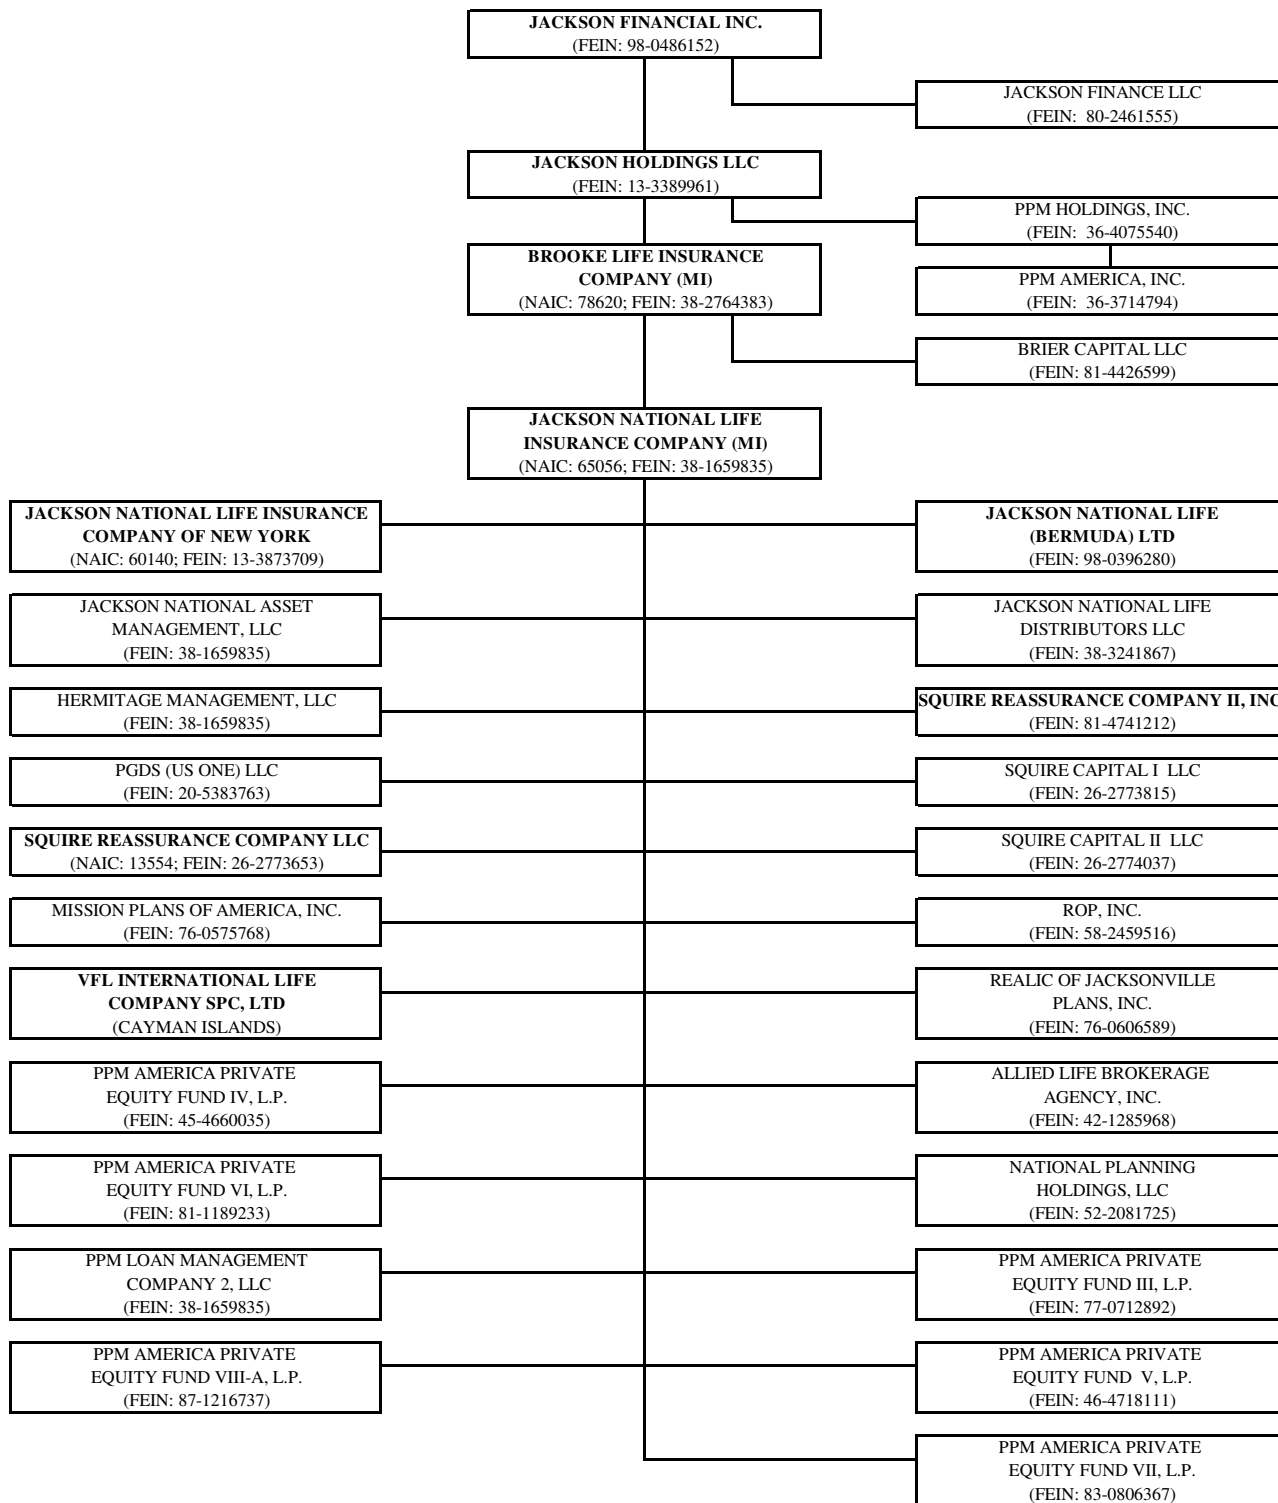 JACKSON FINANCIAL INC.
(FEIN: 98-0486152)
JACKSON FINANCE LLC
(FEIN:  80-2461555)
JACKSON HOLDINGS LLC
(FEIN: 13-3389961)
PPM HOLDINGS, INC.
(FEIN:  36-4075540)
BROOKE LIFE INSURANCE
COMPANY (MI)
(NAIC: 78620; FEIN: 38-2764383)
PPM AMERICA, INC.
(FEIN:  36-3714794)
BRIER CAPITAL LLC
(FEIN: 81-4426599)
JACKSON NATIONAL LIFE
INSURANCE COMPANY (MI)
(NAIC: 65056; FEIN: 38-1659835)
JACKSON NATIONAL LIFE INSURANCE
COMPANY OF NEW YORK
(NAIC: 60140; FEIN: 13-3873709)
JACKSON NATIONAL LIFE
(BERMUDA) LTD
(FEIN: 98-0396280)
JACKSON NATIONAL ASSET
MANAGEMENT, LLC
(FEIN: 38-1659835)
JACKSON NATIONAL LIFE
DISTRIBUTORS LLC
(FEIN: 38-3241867)
HERMITAGE MANAGEMENT, LLC
(FEIN: 38-1659835)
SQUIRE REASSURANCE COMPANY II, INC
(FEIN: 81-4741212)
PGDS (US ONE) LLC
(FEIN: 20-5383763)
SQUIRE CAPITAL I  LLC
(FEIN: 26-2773815)
SQUIRE REASSURANCE COMPANY LLC
(NAIC: 13554; FEIN: 26-2773653)
SQUIRE CAPITAL II  LLC
(FEIN: 26-2774037)
MISSION PLANS OF AMERICA, INC.
(FEIN: 76-0575768)
ROP, INC.
(FEIN: 58-2459516)
VFL INTERNATIONAL LIFE
COMPANY SPC, LTD
(CAYMAN ISLANDS)
REALIC OF JACKSONVILLE
PLANS, INC.
(FEIN: 76-0606589)
PPM AMERICA PRIVATE
EQUITY FUND IV, L.P.
(FEIN: 45-4660035)
ALLIED LIFE BROKERAGE
AGENCY, INC.
(FEIN: 42-1285968)
PPM AMERICA PRIVATE
EQUITY FUND VI, L.P.
(FEIN: 81-1189233)
NATIONAL PLANNING
HOLDINGS, LLC
(FEIN: 52-2081725)
PPM LOAN MANAGEMENT
COMPANY 2, LLC
(FEIN: 38-1659835)
PPM AMERICA PRIVATE
EQUITY FUND III, L.P.
(FEIN: 77-0712892)
PPM AMERICA PRIVATE
EQUITY FUND VIII-A, L.P.
(FEIN: 87-1216737)
PPM AMERICA PRIVATE
EQUITY FUND  V, L.P.
(FEIN: 46-4718111)
PPM AMERICA PRIVATE
EQUITY FUND VII, L.P.
(FEIN: 83-0806367)